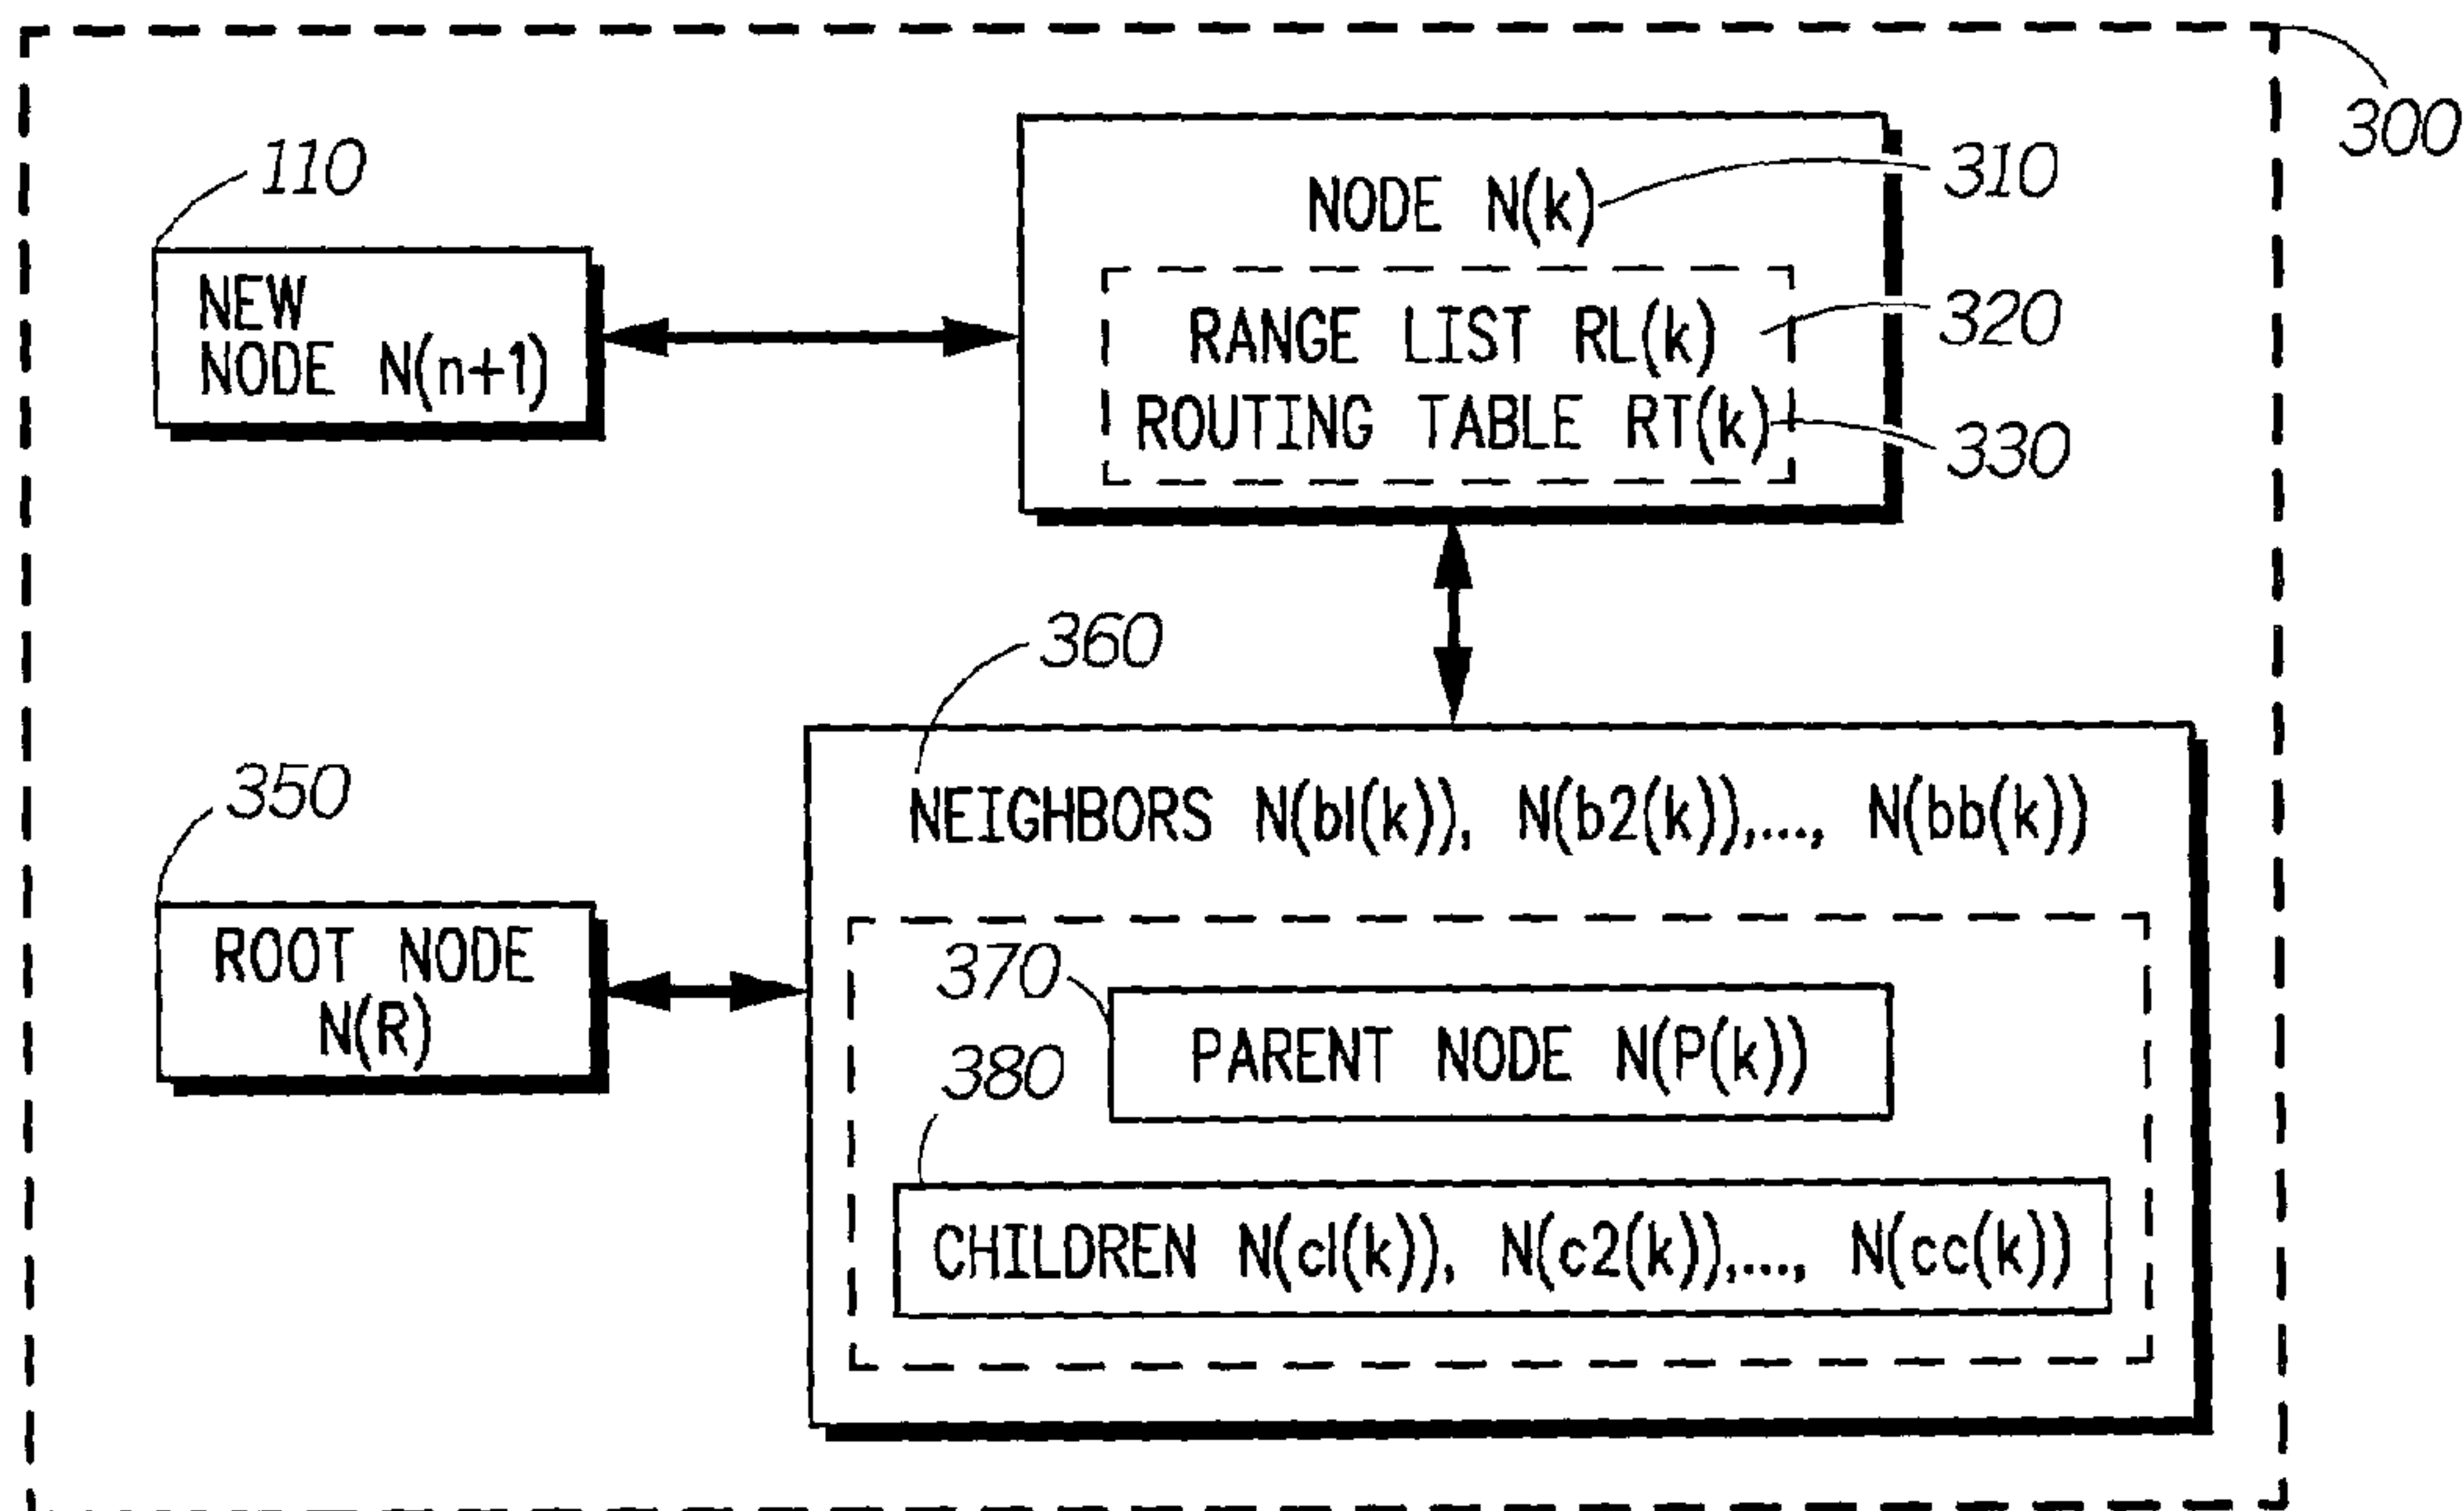 300
110
NEW
NODE N(n+1)
NODE N(k)
310
RANGE LIST RL(k)
320
ROUTING TABLE RT(k)
330
360
NEIGHBORS N(bl(k)), N(b2(k)),..., N(bb(k))
350
ROOT NODE
N(R)
370
PARENT NODE N(P(k))
380
CHILDREN N(cl(k)), N(c2(k)),..., N(cc(k))